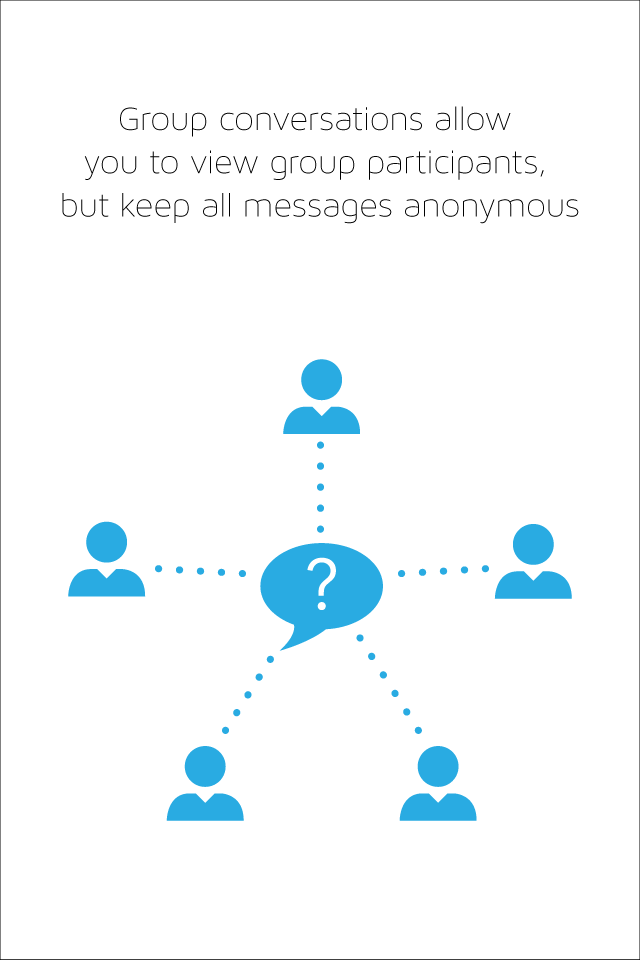 Group conversations allow
you to view group participants,
but keep all messages anonymous
?